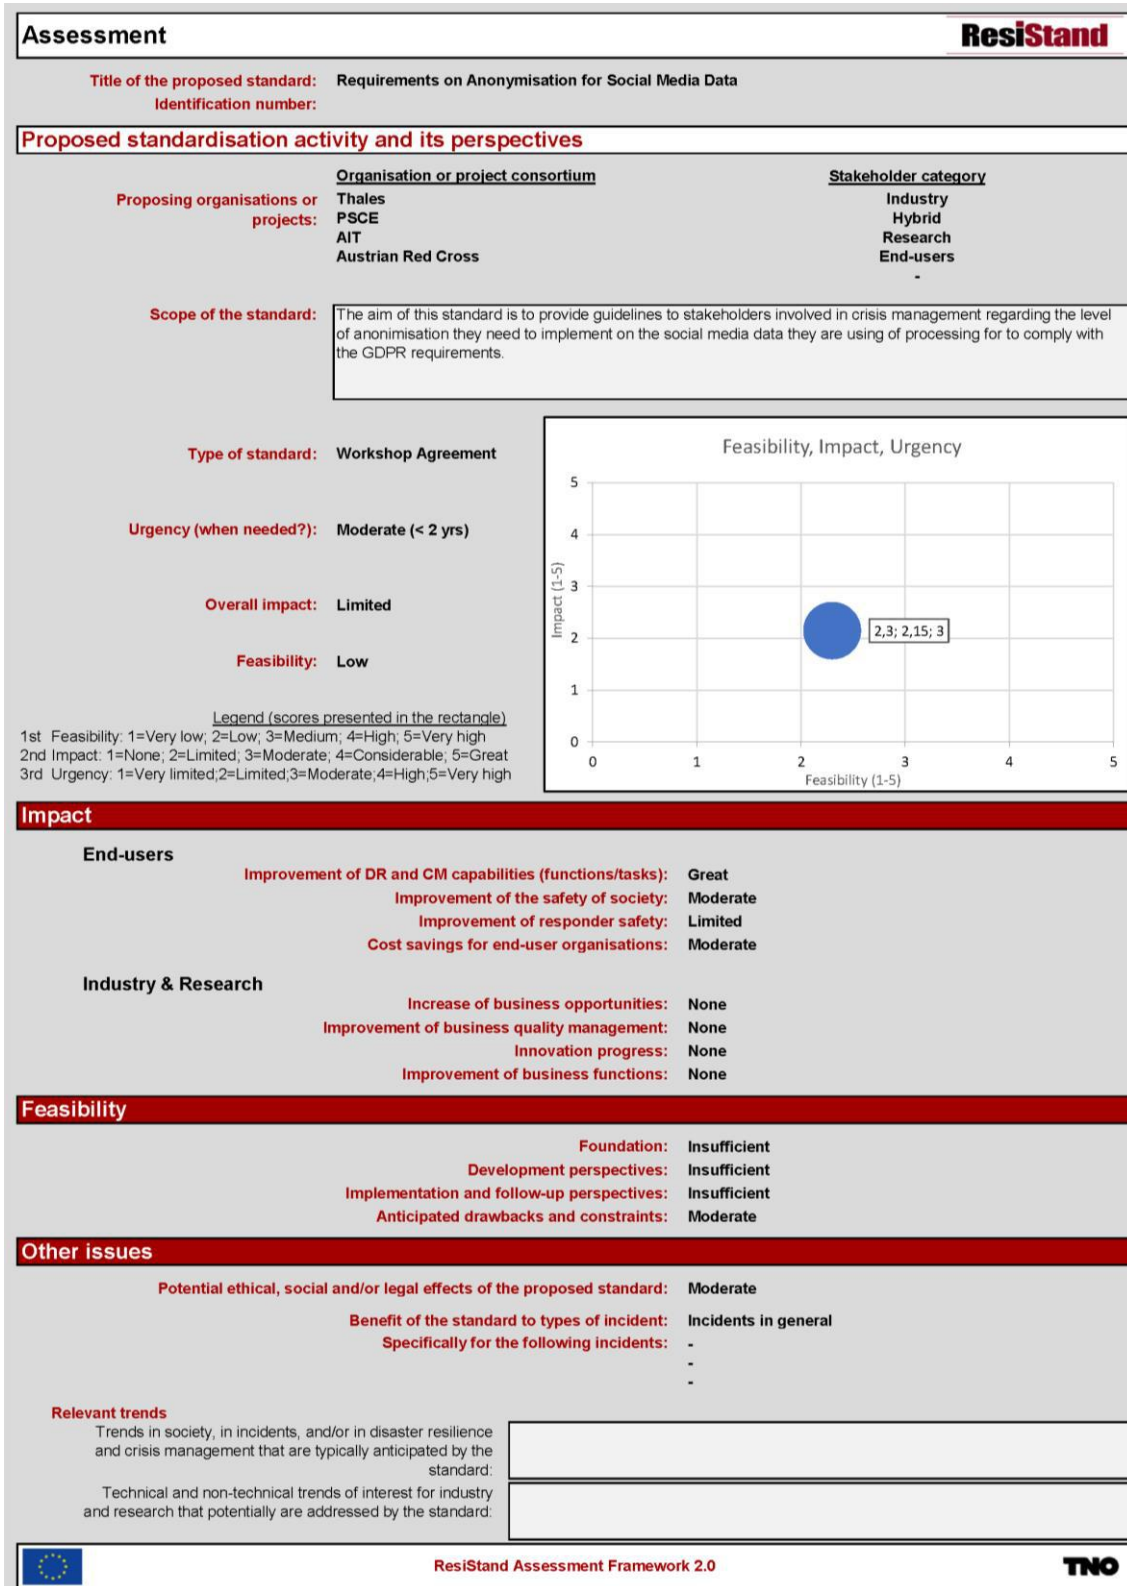 Assessment
ResiStand
Title of the proposed standard: Requirements on Anonymisation for Social Media Data
Identification number:
Proposed standardisation activity and its perspectives
Organisation or project consortium Stakeholder category
Proposing organisations or projects: Thales Industry
PSCE Hybrid
AIT Research
Austrian Red Cross End-users
-
Scope of the standard: The aim of this standard is to provide guidelines to stakeholders involved in crisis management regarding the level
of anonimisation they need to implement on the social media data they are using of processing for to comply with
the GDPR requirements.
Type of standard: Workshop Agreement
Urgency (when needed?): Moderate (< 2 yrs)
Overall impact: Limited
Feasibility: Low
Legend (scores presented in the rectangle)
1st Feasibility: 1=Very low; 2=Low; 3=Medium; 4=High; 5=Very high
2nd Impact: 1=None; 2=Limited; 3=Moderate; 4=Considerable; 5=Great
3rd Urgency: 1=Very limited;2=Limited;3=Moderate;4=High;5=Very high
Feasibility, Impact, Urgency
Impact (1-5)
5
4
3
2
1
0
2,3; 2,15; 3
0 1 2 3 4 5
Feasibility (1-5)
Impact
End-users
Improvement of DR and CM capabilities (functions/tasks): Great
Improvement of the safety of society: Moderate
Improvement of responder safety: Limited
Cost savings for end-user organisations: Moderate
Industry & Research
Increase of business opportunities: None
Improvement of business quality management: None
Innovation progress: None
Improvement of business functions: None
Feasibility
Foundation: Insufficient
Development perspectives: Insufficient
Implementation and follow-up perspectives: Insufficient
Anticipated drawbacks and constraints: Moderate
Other issues
Potential ethical, social and/or legal effects of the proposed standard: Moderate
Benefit of the standard to types of incident: Incidents in general
Specifically for the following incidents: -
-
-
Relevant trends
Trends in society, in incidents, and/or in disaster resilience
and crisis management that are typically anticipated by the
standard:
Technical and non-technical trends of interest for industry
and research that potentially are addressed by the standard:
ResiStand Assessment Framework 2.0
TNO